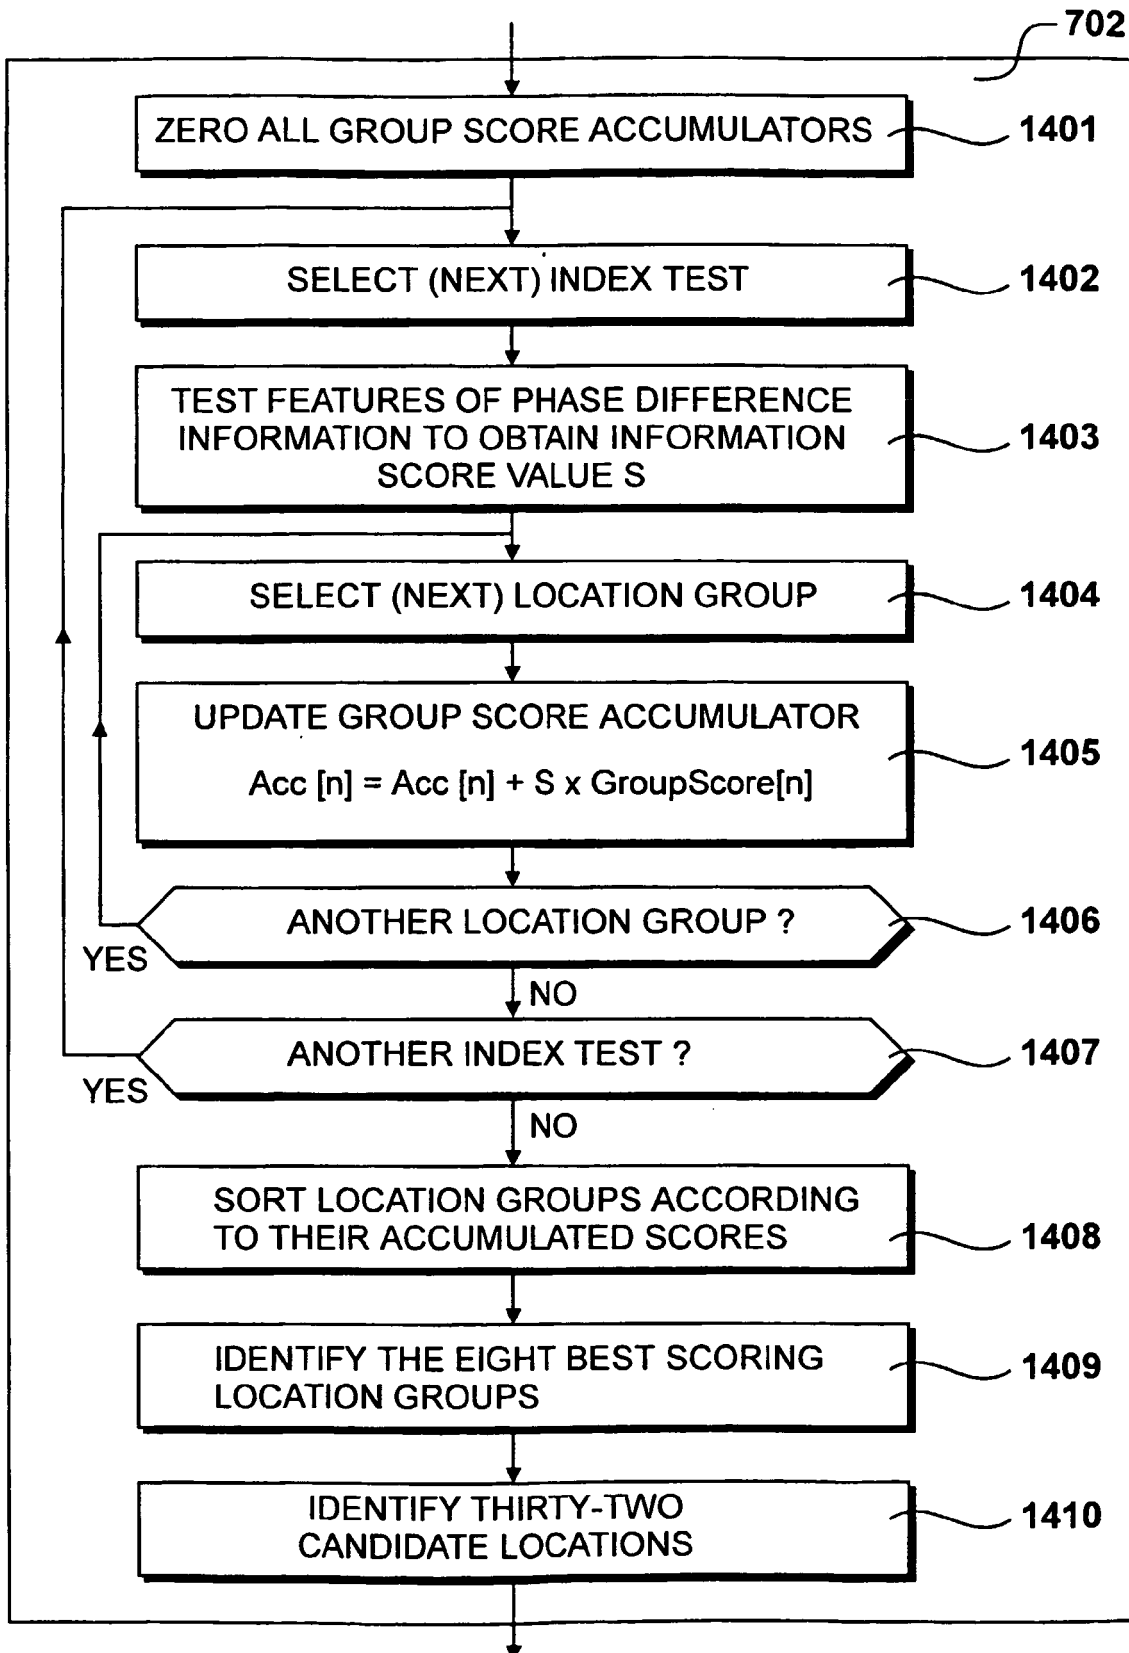 702
ZERO ALL GROUP SCORE ACCUMULATORS
1401
SELECT (NEXT) INDEX TEST
1402
TEST FEATURES OF PHASE DIFFERENCE
INFORMATION TO OBTAIN INFORMATION
SCORE VALUE S
1403
SELECT (NEXT) LOCATION GROUP
1404
UPDATE GROUP SCORE ACCUMULATOR
Acc [n] = Acc [n] + S x GroupScore[n]
1405
ANOTHER LOCATION GROUP ?
1406
YES
NO
ANOTHER INDEX TEST ?
1407
YES
NO
SORT LOCATION GROUPS ACCORDING
TO THEIR ACCUMULATED SCORES
1408
IDENTIFY THE EIGHT BEST SCORING
LOCATION GROUPS
1409
IDENTIFY THIRTY-TWO
CANDIDATE LOCATIONS
1410